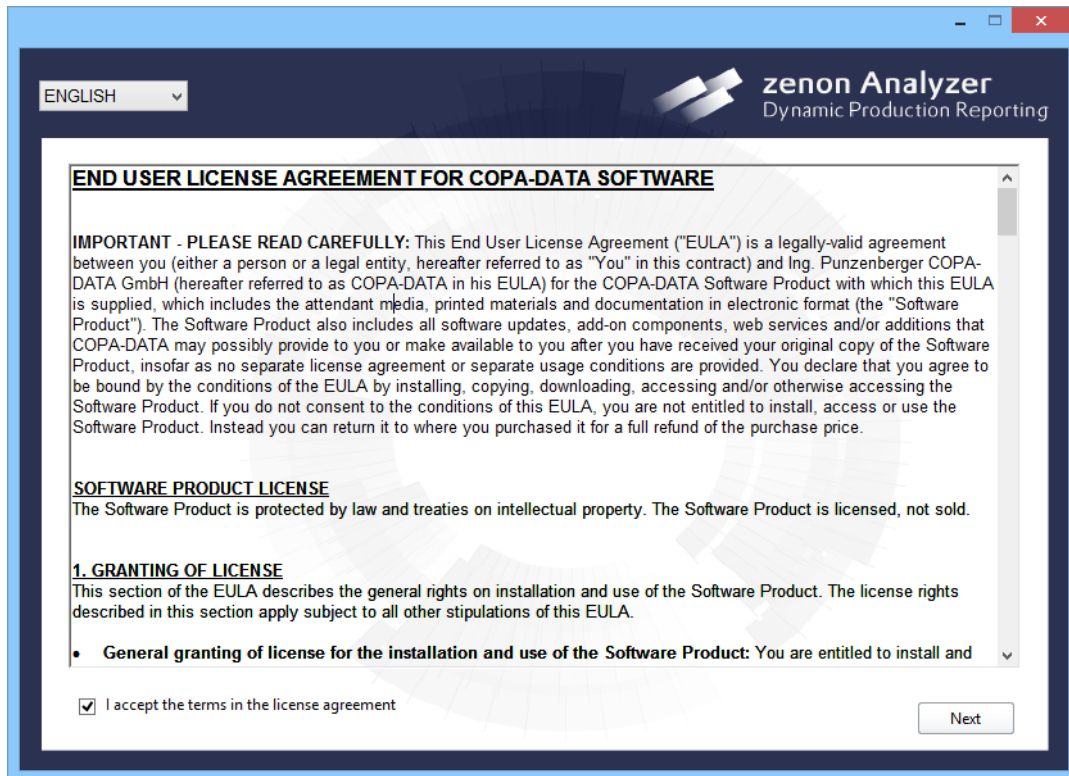 ENGLISH
zenon Analyzer
Dynamic Production Reporting
END USER LICENSE AGREEMENT FOR COPA-DATA SOFTWARE
IMPORTANT - PLEASE READ CAREFULLY: This End User License Agreement ("EULA") is a legally-valid agreement
between you (either a person or a legal entity, hereafter referred to as "You" in this contract) and Ing. Punzenberger COPA-
DATA GmbH (hereafter referred to as COPA-DATA in his EULA) for the COPA-DATA Software Product with which this EULA
is supplied, which includes the attendant media, printed materials and documentation in electronic format (the "Software
Product"). The Software Product also includes all software updates, add-on components, web services and/or additions that
COPA-DATA may possibly provide to you or make available to you after you have received your original copy of the Software
Product, insofar as no separate license agreement or separate usage conditions are provided. You declare that you agree to
be bound by the conditions of the EULA by installing, copying, downloading, accessing and/or otherwise accessing the
Software Product. If you do not consent to the conditions of this EULA, you are not entitled to install, access or use the
Software Product. Instead you can return it to where you purchased it for a full refund of the purchase price.
SOFTWARE PRODUCT LICENSE
The Software Product is protected by law and treaties on intellectual property. The Software Product is licensed, not sold.
1. GRANTING OF LICENSE
This section of the EULA describes the general rights on installation and use of the Software Product. The license rights
described in this section apply subject to all other stipulations of this EULA.
• General granting of license for the installation and use of the Software Product: You are entitled to install and
I accept the terms in the license agreement
Next